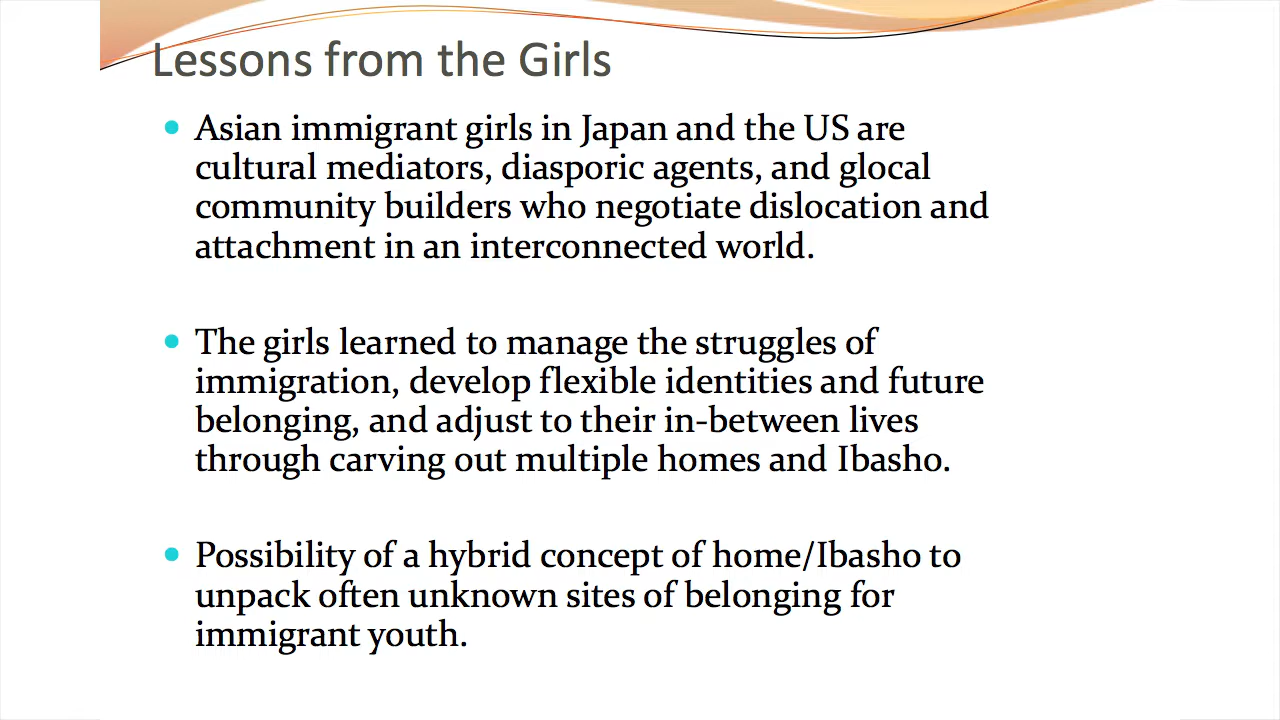 Lessons from the Girls
Asian immigrant girls in Japan and the US are
cultural mediators, diasporic agents, and glocal
community builders who negotiate dislocation and
attachment in an interconnected world.
The girls learned to manage the struggles of
immigration, develop flexible identities and future
belonging, and adjust to their in-between lives
through carving out multiple homes and Ibasho.
Possibility of a hybrid concept of home/Ibasho to
unpack often unknown sites of belonging for
immigrant youth.